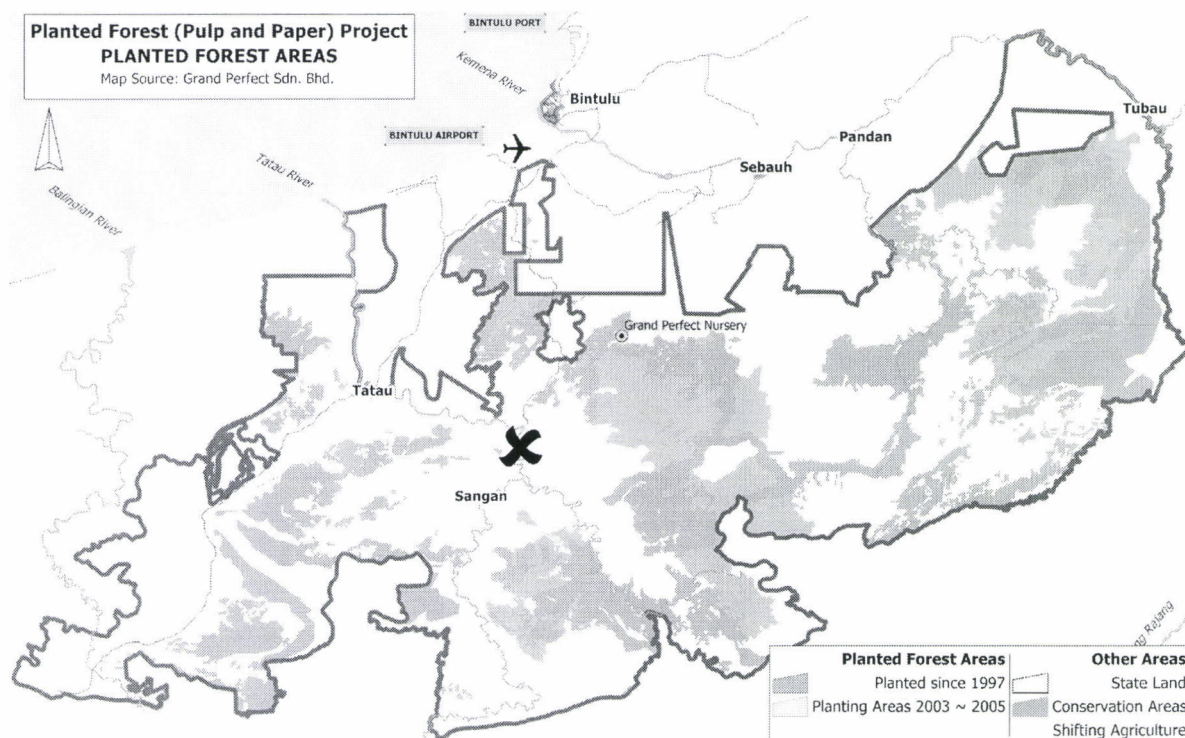 Planted Forest (Pulp and Paper) Project
PLANTED FOREST AREAS
Map Source: Grand Perfect Sdn. Bhd.
BINTULU PORT
Kemena River
Bintulu
Tubau
BINTULU AIRPORT
Pandan
Tatau River
Sebauh
Balingian River
Grand Perfect Nursery
Tatau
Sangan
ng Rajang
Planted Forest Areas
Planted since 1997
Planting Areas 2003 ~ 2005
Other Areas
State Land
Conservation Areas
Shifting Agriculture